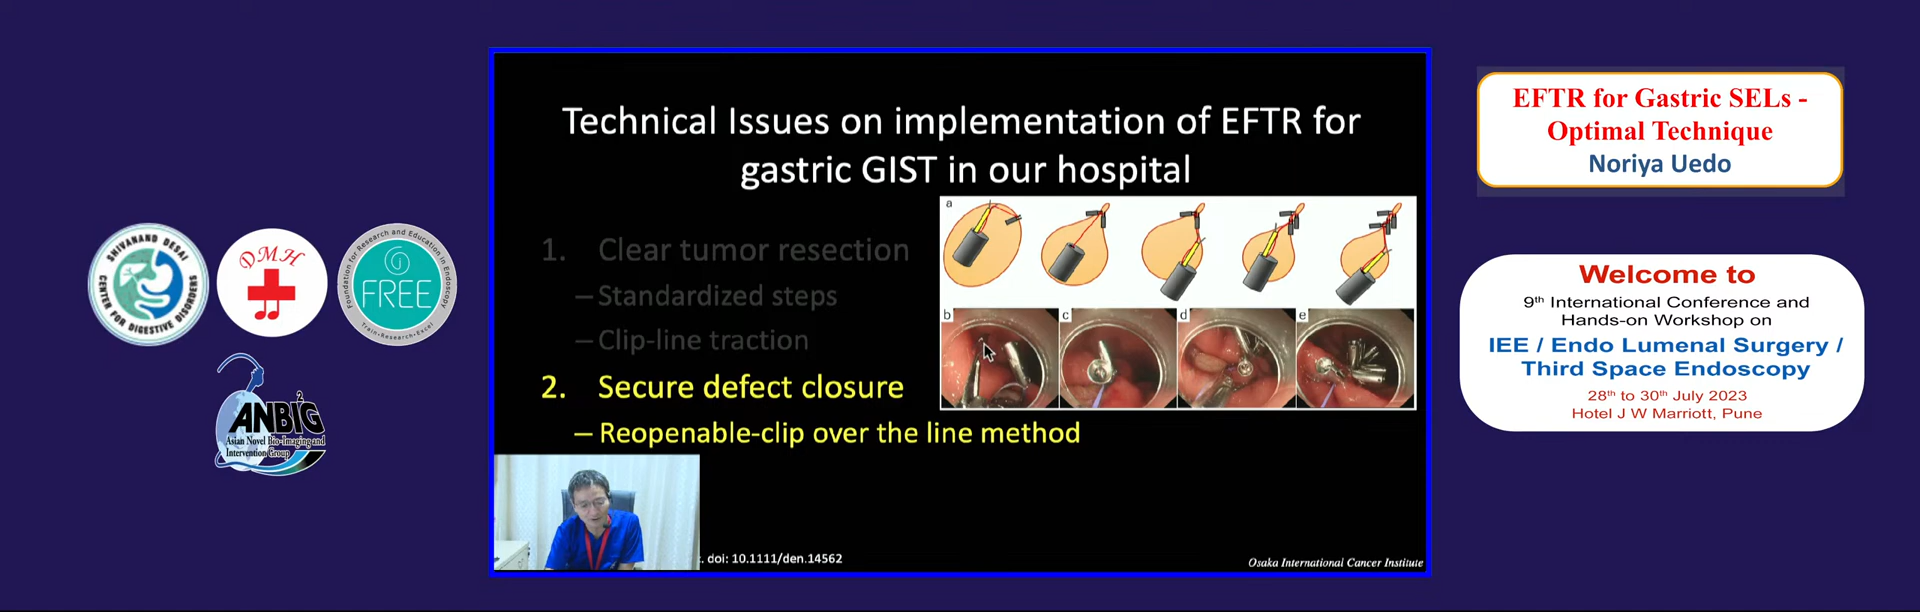 SHIVANAND DESAI
CENTER FOR DIGESTIVE DISORDERS
DMH
Foundation for Research and Education in Endoscopy
FREE
Train•Research•Excel
ANBIG
2
Asian Novel Bio-Imaging and
Intervention Group
Technical Issues on implementation of EFTR for
gastric GIST in our hospital
1. Clear tumor resection
– Standardized steps
– Clip-line traction
2. Secure defect closure
– Reopenable-clip over the line method
a
b
c
d
e
. doi: 10.1111/den.14562
Osaka International Cancer Institute
EFTR for Gastric SELs -
Optimal Technique
Noriya Uedo
Welcome to
9th International Conference and
Hands-on Workshop on
IEE / Endo Lumenal Surgery /
Third Space Endoscopy
28th to 30th July 2023
Hotel J W Marriott, Pune